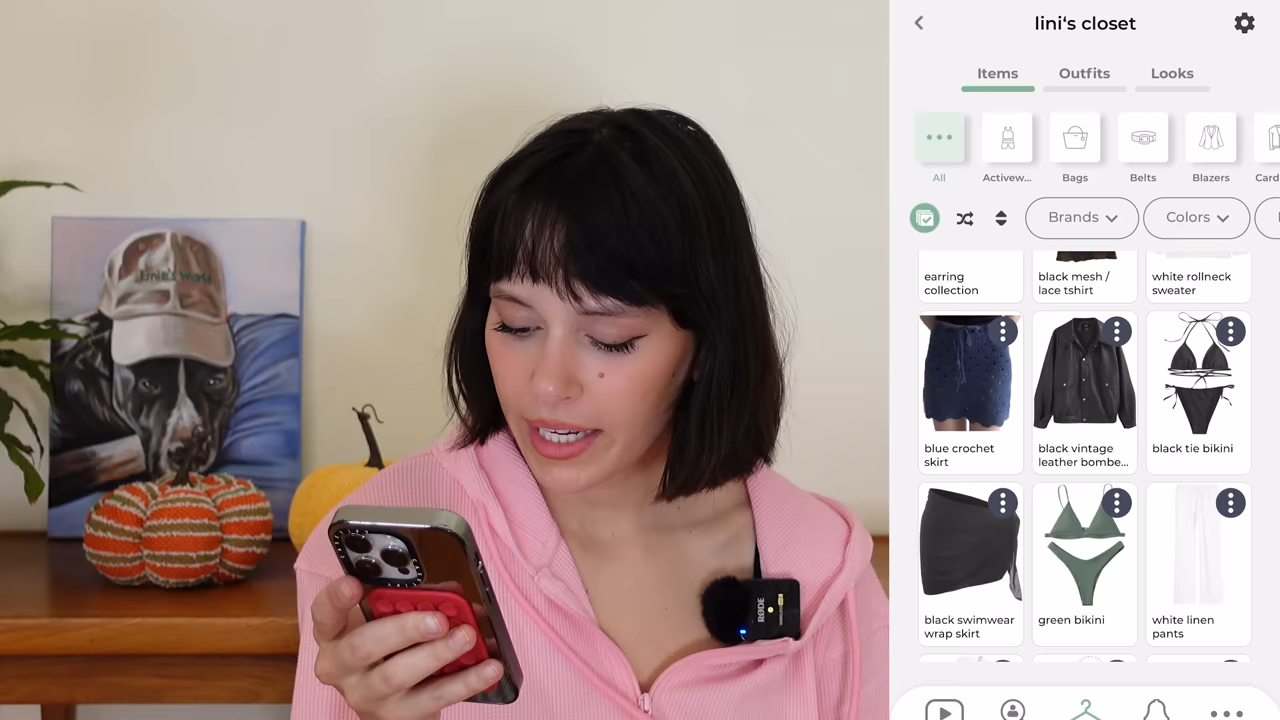 lini's closet
Items
Outfits
Looks
All
Activew...
Bags
Belts
Blazers
Card
Brands
Colors
earring
collection
black mesh /
lace tshirt
white rollneck
sweater
blue crochet
skirt
black vintage
leather bombe...
black tie bikini
black swimwear
wrap skirt
green bikini
white linen
pants
Ernie's World
RØDE